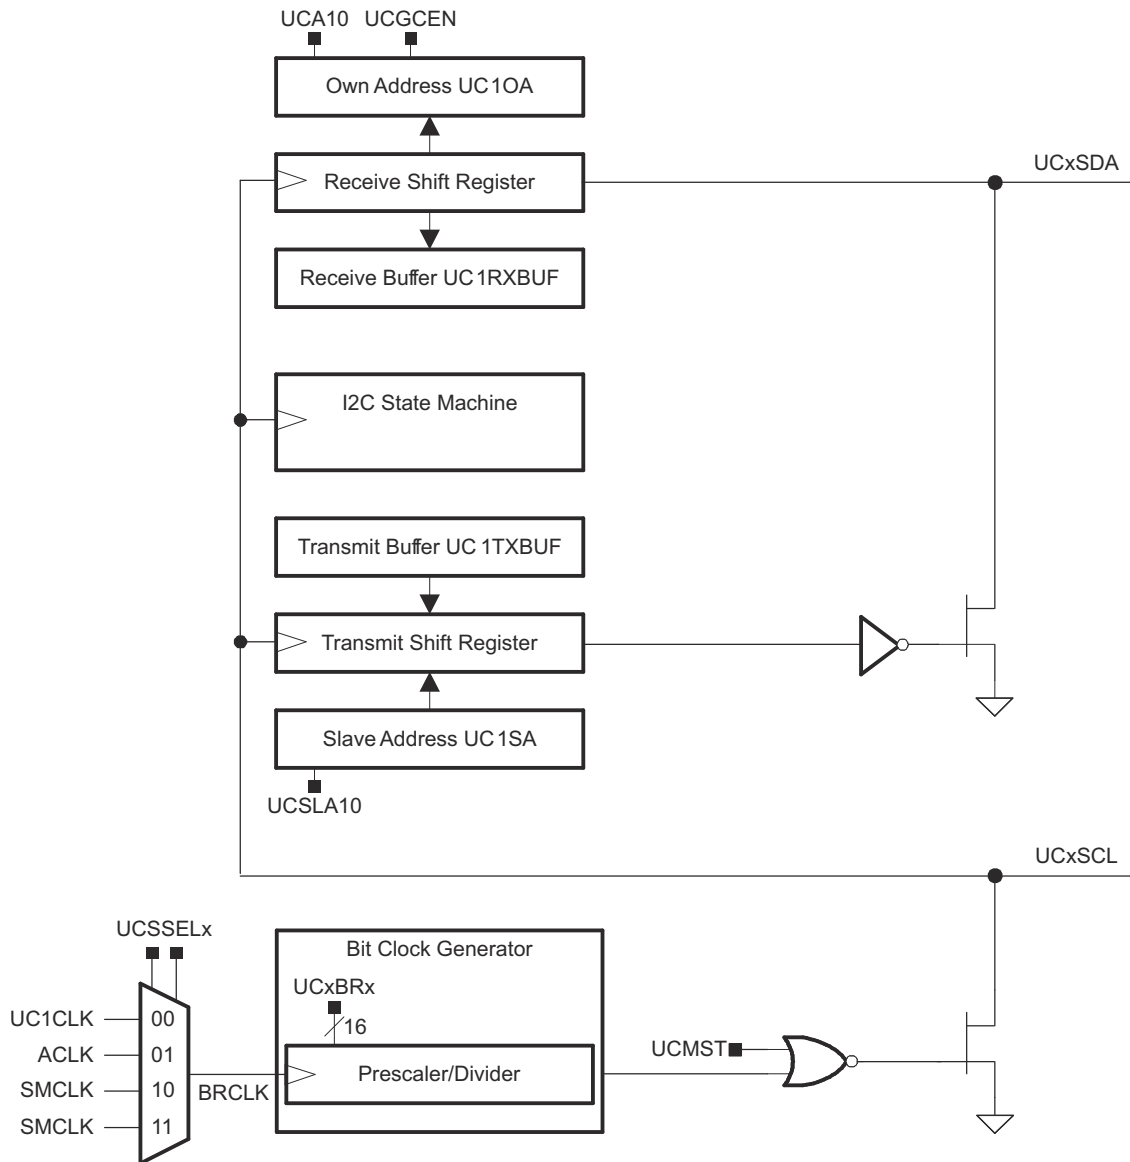 UCA10 UCGCEN
Own Address UC1OA
UCxSDA
Receive Shift Register
Receive Buffer UC1RXBUF
I2C State Machine
Transmit Buffer UC1TXBUF
Transmit Shift Register
Slave Address UC1SA
UCSLA10
UCxSCL
UCSSELx
Bit Clock Generator
UCxBRx
16
UC1CLK 00
ACLK 01
SMCLK 10
SMCLK 11
BRCLK
Prescaler/Divider
UCMST